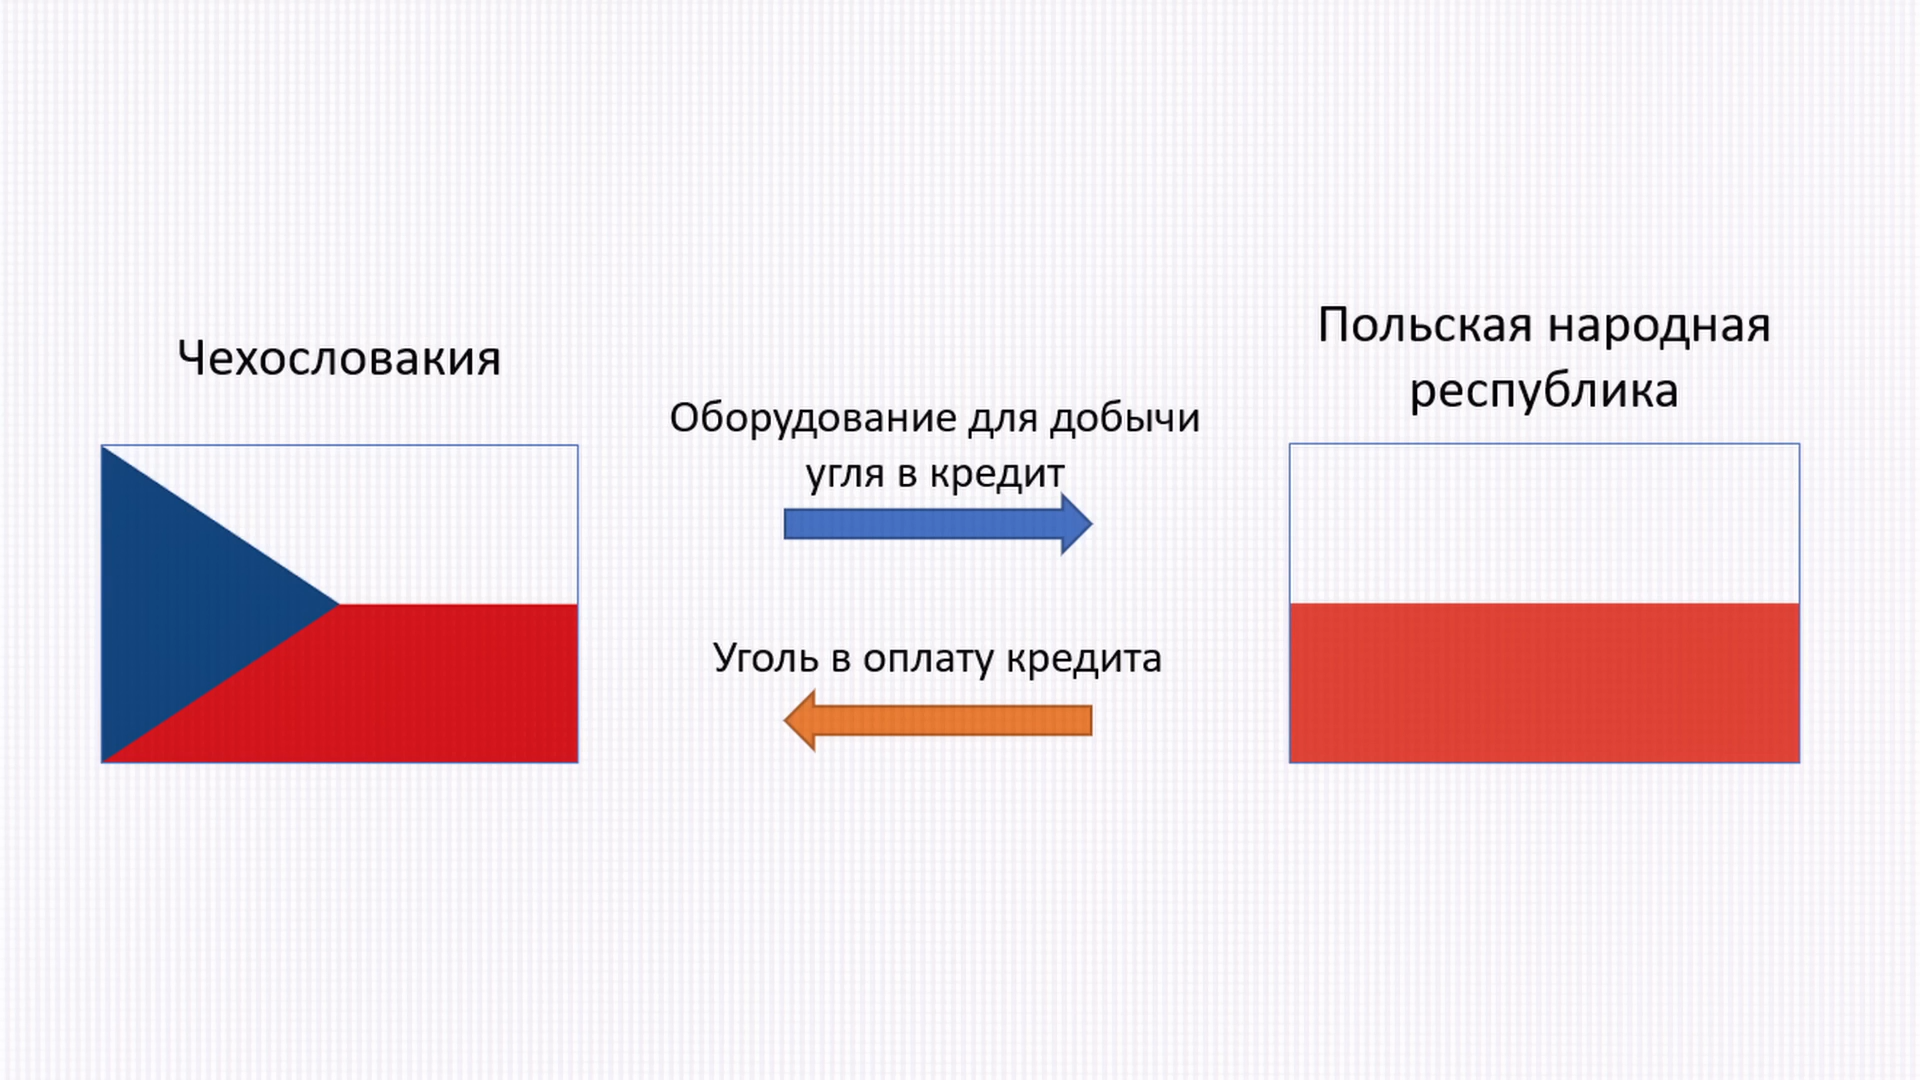 Чехословакия
Польская народная
республика
Оборудование для добычи
угля в кредит
Уголь в оплату кредита